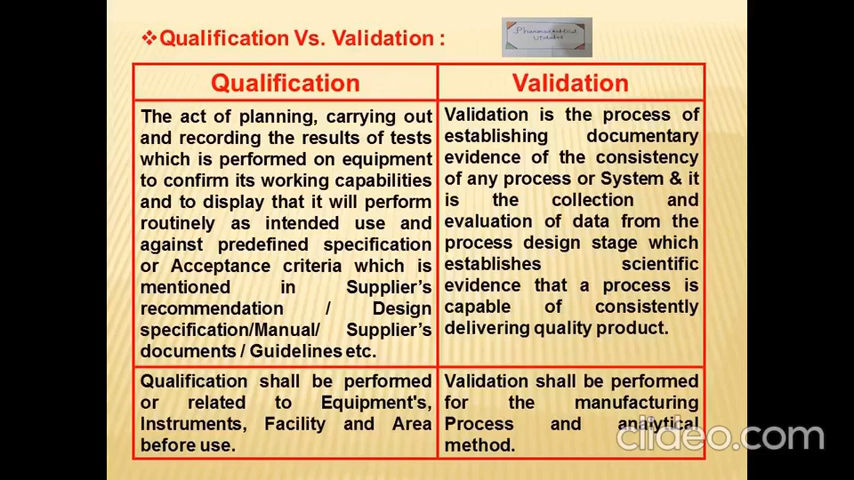 ❖Qualification Vs. Validation :
Pharmaceutical
Updates
Qualification
The act of planning, carrying out
and recording the results of tests
which is performed on equipment
to confirm its working capabilities
and to display that it will perform
routinely as intended use and
against predefined specification
or Acceptance criteria which is
mentioned in Supplier's
recommendation / Design
specification/Manual/ Supplier's
documents / Guidelines etc.
Validation
Validation is the process of
establishing documentary
evidence of the consistency
of any process or System & it
is the collection and
evaluation of data from the
process design stage which
establishes scientific
evidence that a process is
capable of consistently
delivering quality product.
Qualification shall be performed
or related to Equipment's,
Instruments, Facility and Area
before use.
Validation shall be performed
for the manufacturing
Process and analytical
method.
clideo.com